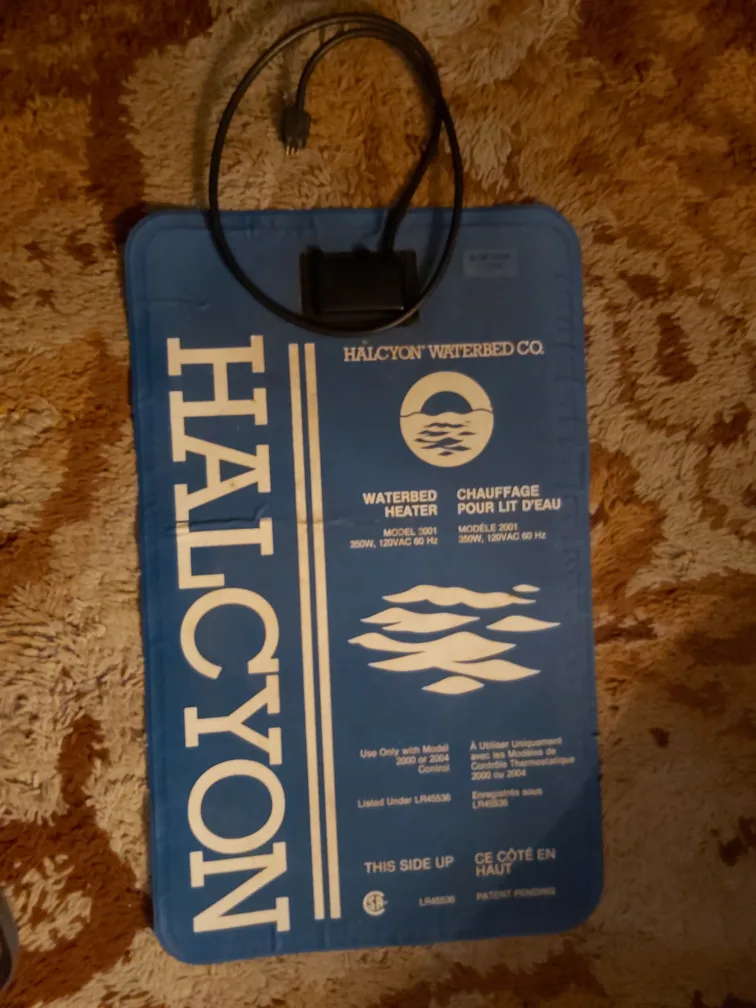 HALCYON
HALCYON WATERBED CO.
WATERBED
HEATER
MODEL 2001
350W, 120VAC 60 Hz
CHAUFFAGE
POUR LIT D'EAU
MODÈLE 2001
350W, 120VAC 60 Hz
Use Only with Model
2000 or 2004
Control
À Utiliser Uniquement
avec les Modèles de
Contrôle Thermostatique
2000 ou 2004
Listed Under LR45536
Enregistrés sous
LR45536
THIS SIDE UP
CE CÔTÉ EN
HAUT
LR45536
PATENT PENDING